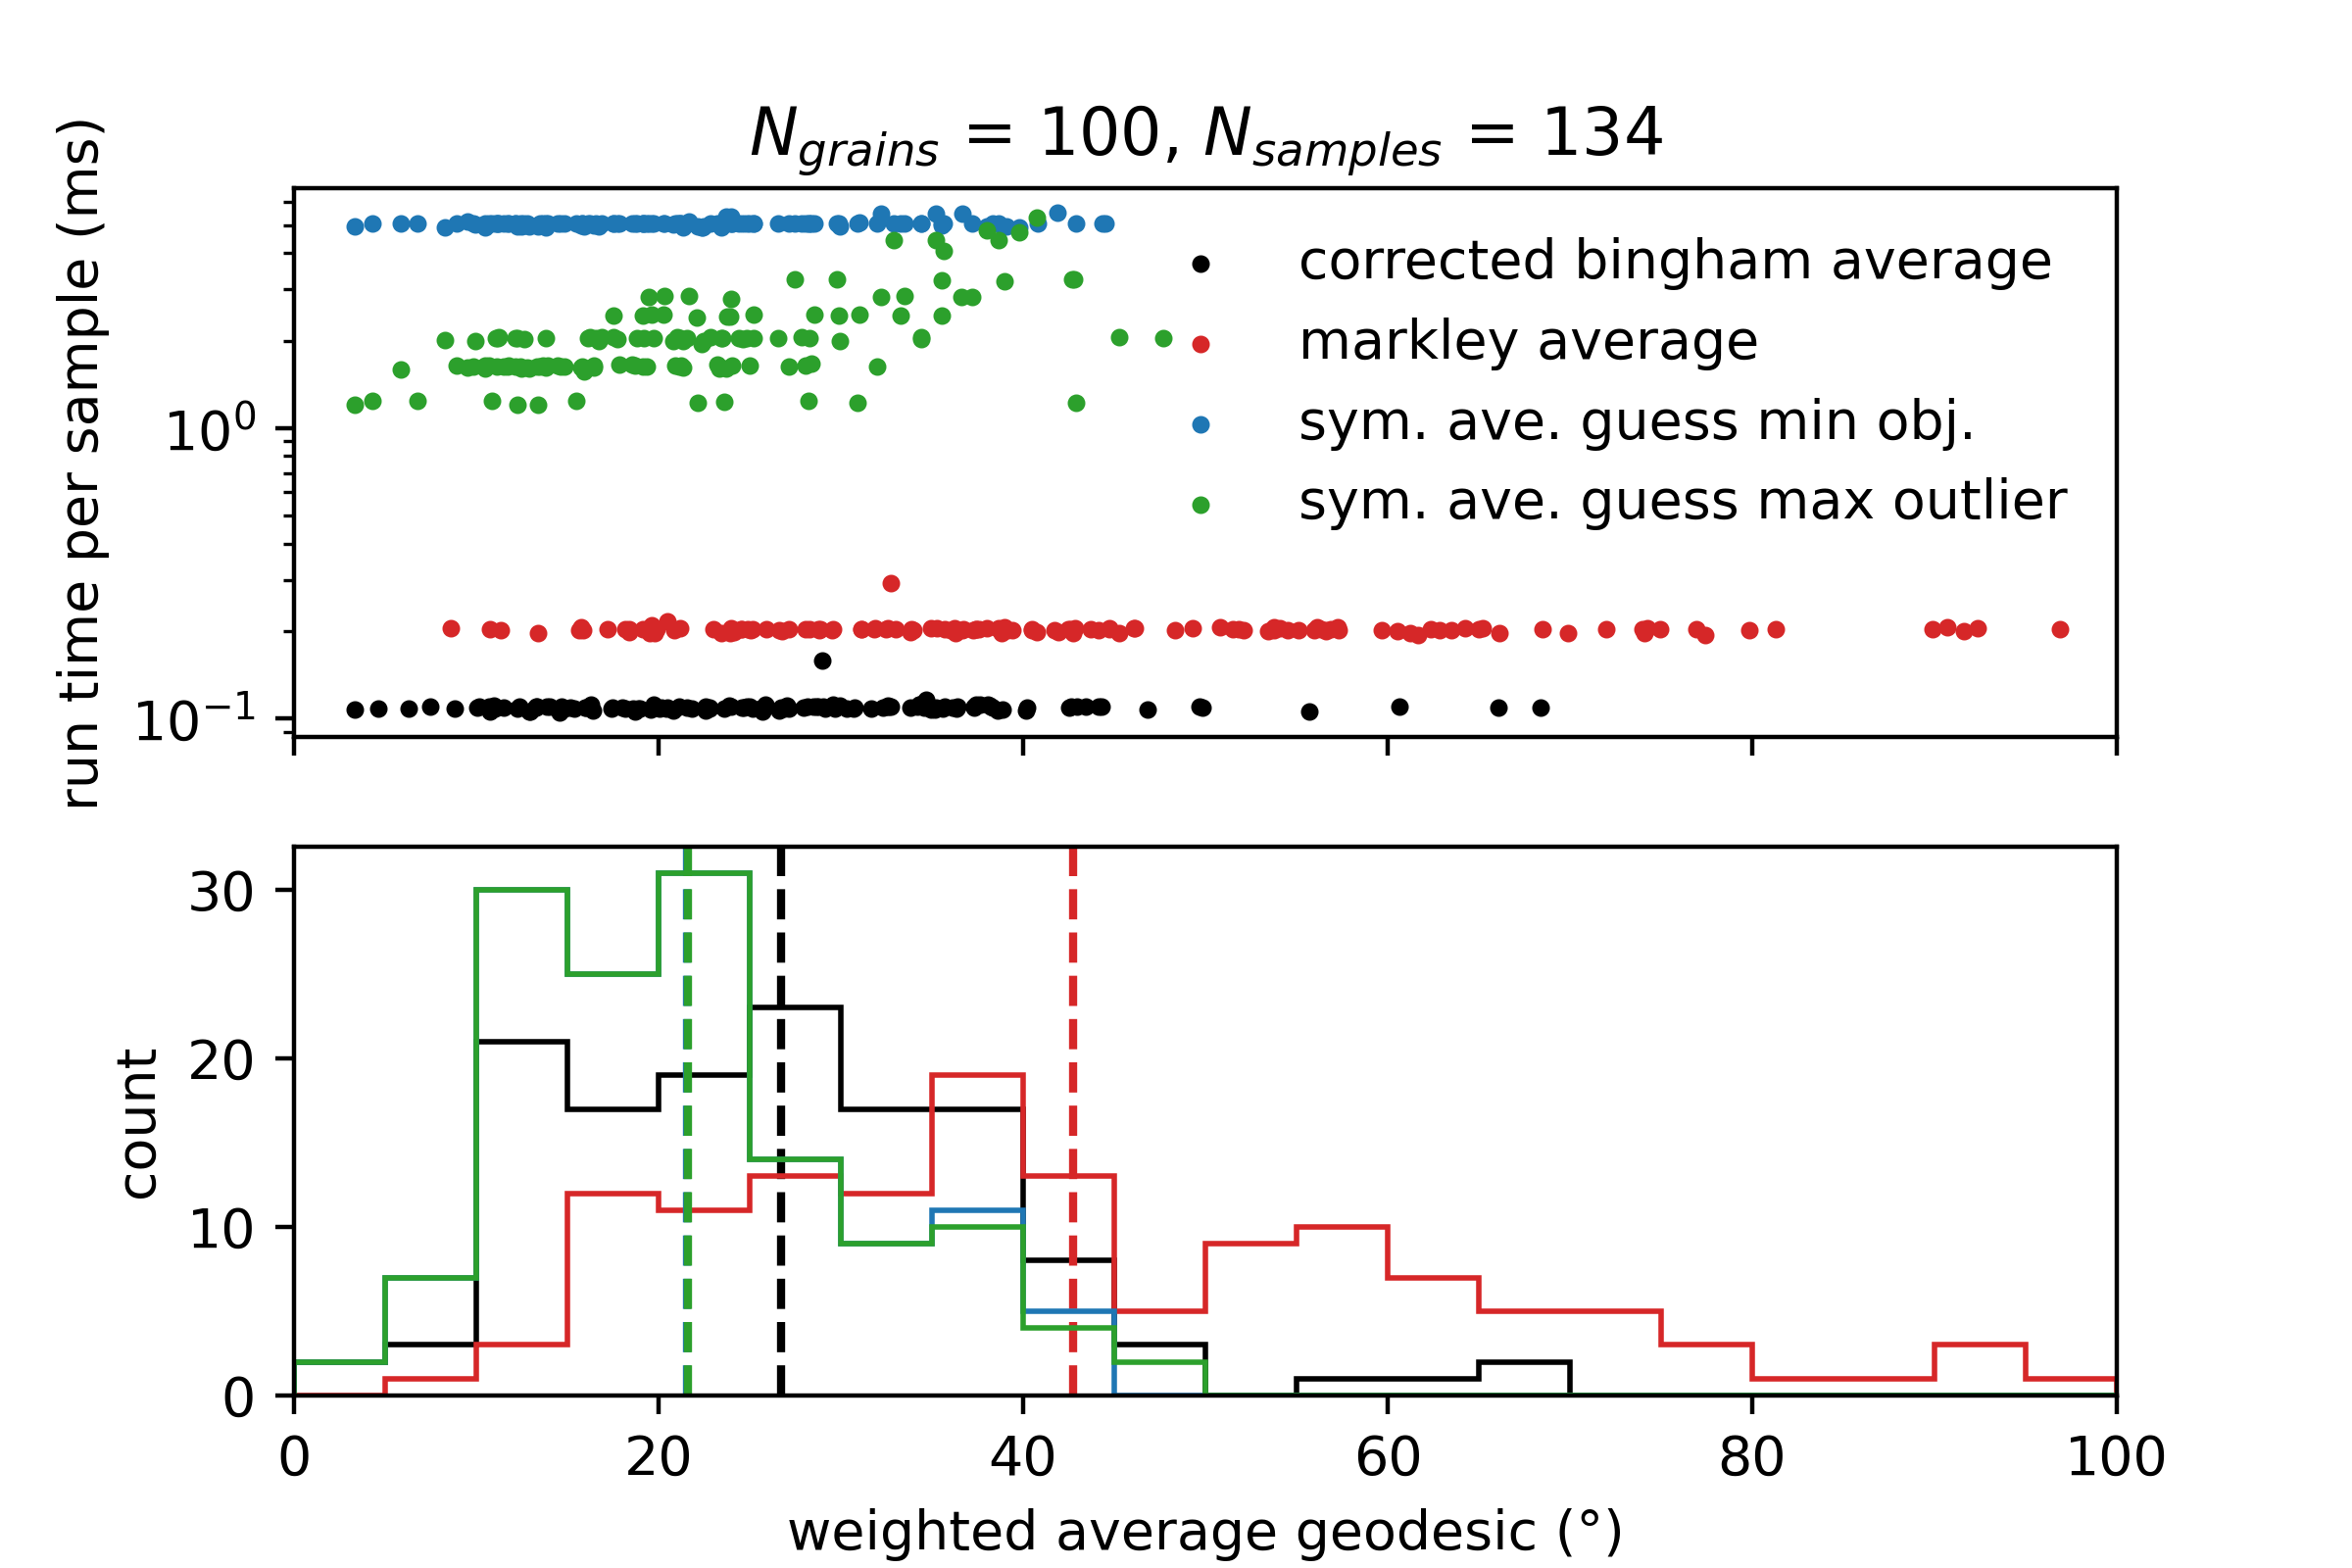 N_grains = 100, N_samples = 134
run time per sample (ms)
10^0
10^−1
corrected bingham average
markley average
sym. ave. guess min obj.
sym. ave. guess max outlier
count
30
20
10
0
0 20 40 60 80 100
weighted average geodesic (°)